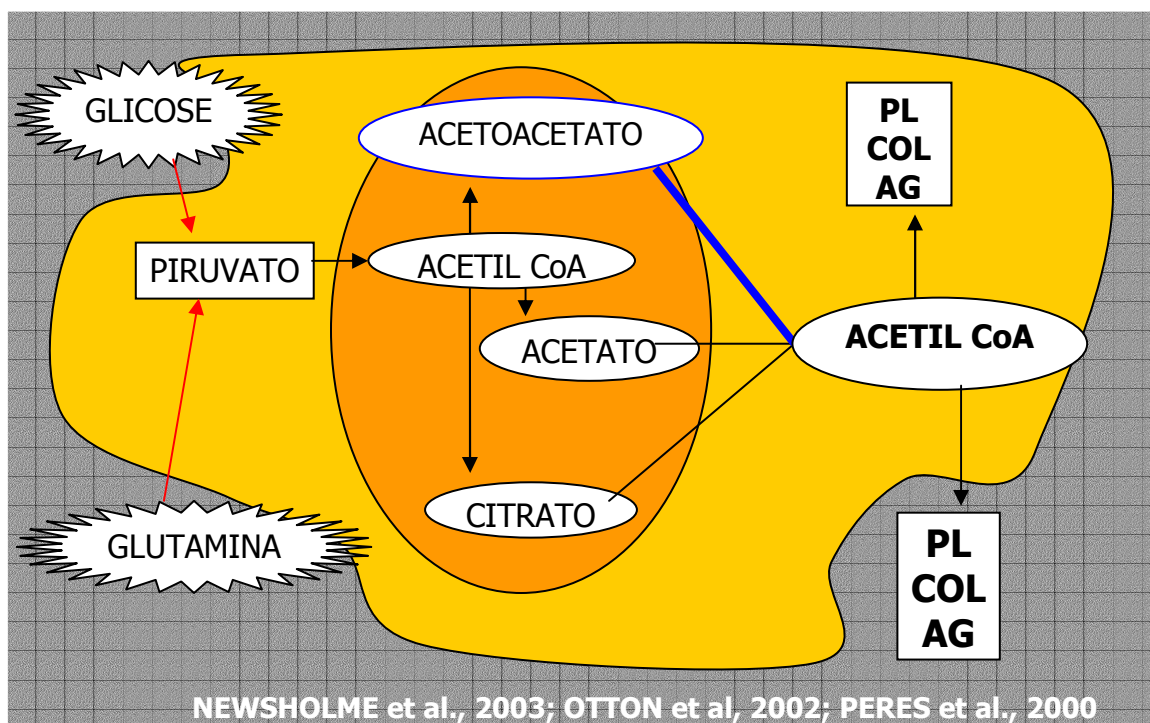 GLICOSE
ACETOACETATO
PL
COL
AG
PIRUVATO
ACETIL CoA
ACETATO
ACETIL CoA
CITRATO
GLUTAMINA
PL
COL
AG
NEWSHOLME et al., 2003; OTTON et al, 2002; PERES et al., 2000